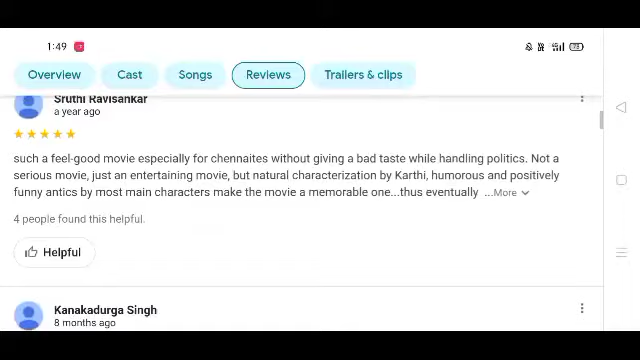 1:49
Overview Cast Songs Reviews Trailers & clips
Sruthi Ravisankar
a year ago
such a feel-good movie especially for chennaites without giving a bad taste while handling politics. Not a
serious movie, just an entertaining movie, but natural characterization by Karthi, humorous and positively
funny antics by most main characters make the movie a memorable one...thus eventually ...More
4 people found this helpful.
Helpful
Kanakadurga Singh
8 months ago